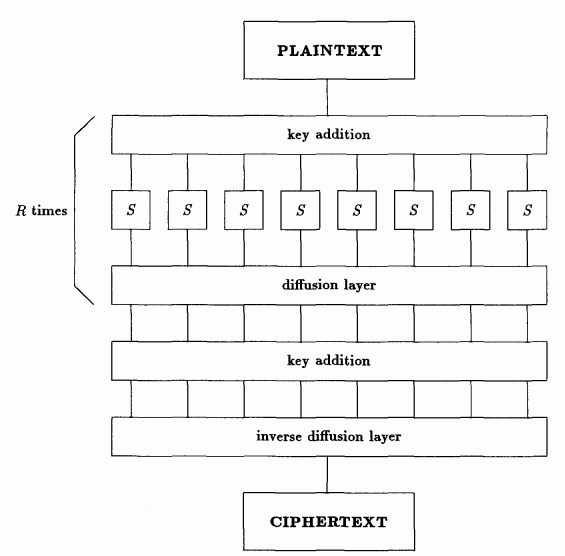 PLAINTEXT
key addition
R times
S S S S S S S S
diffusion layer
key addition
inverse diffusion layer
CIPHERTEXT